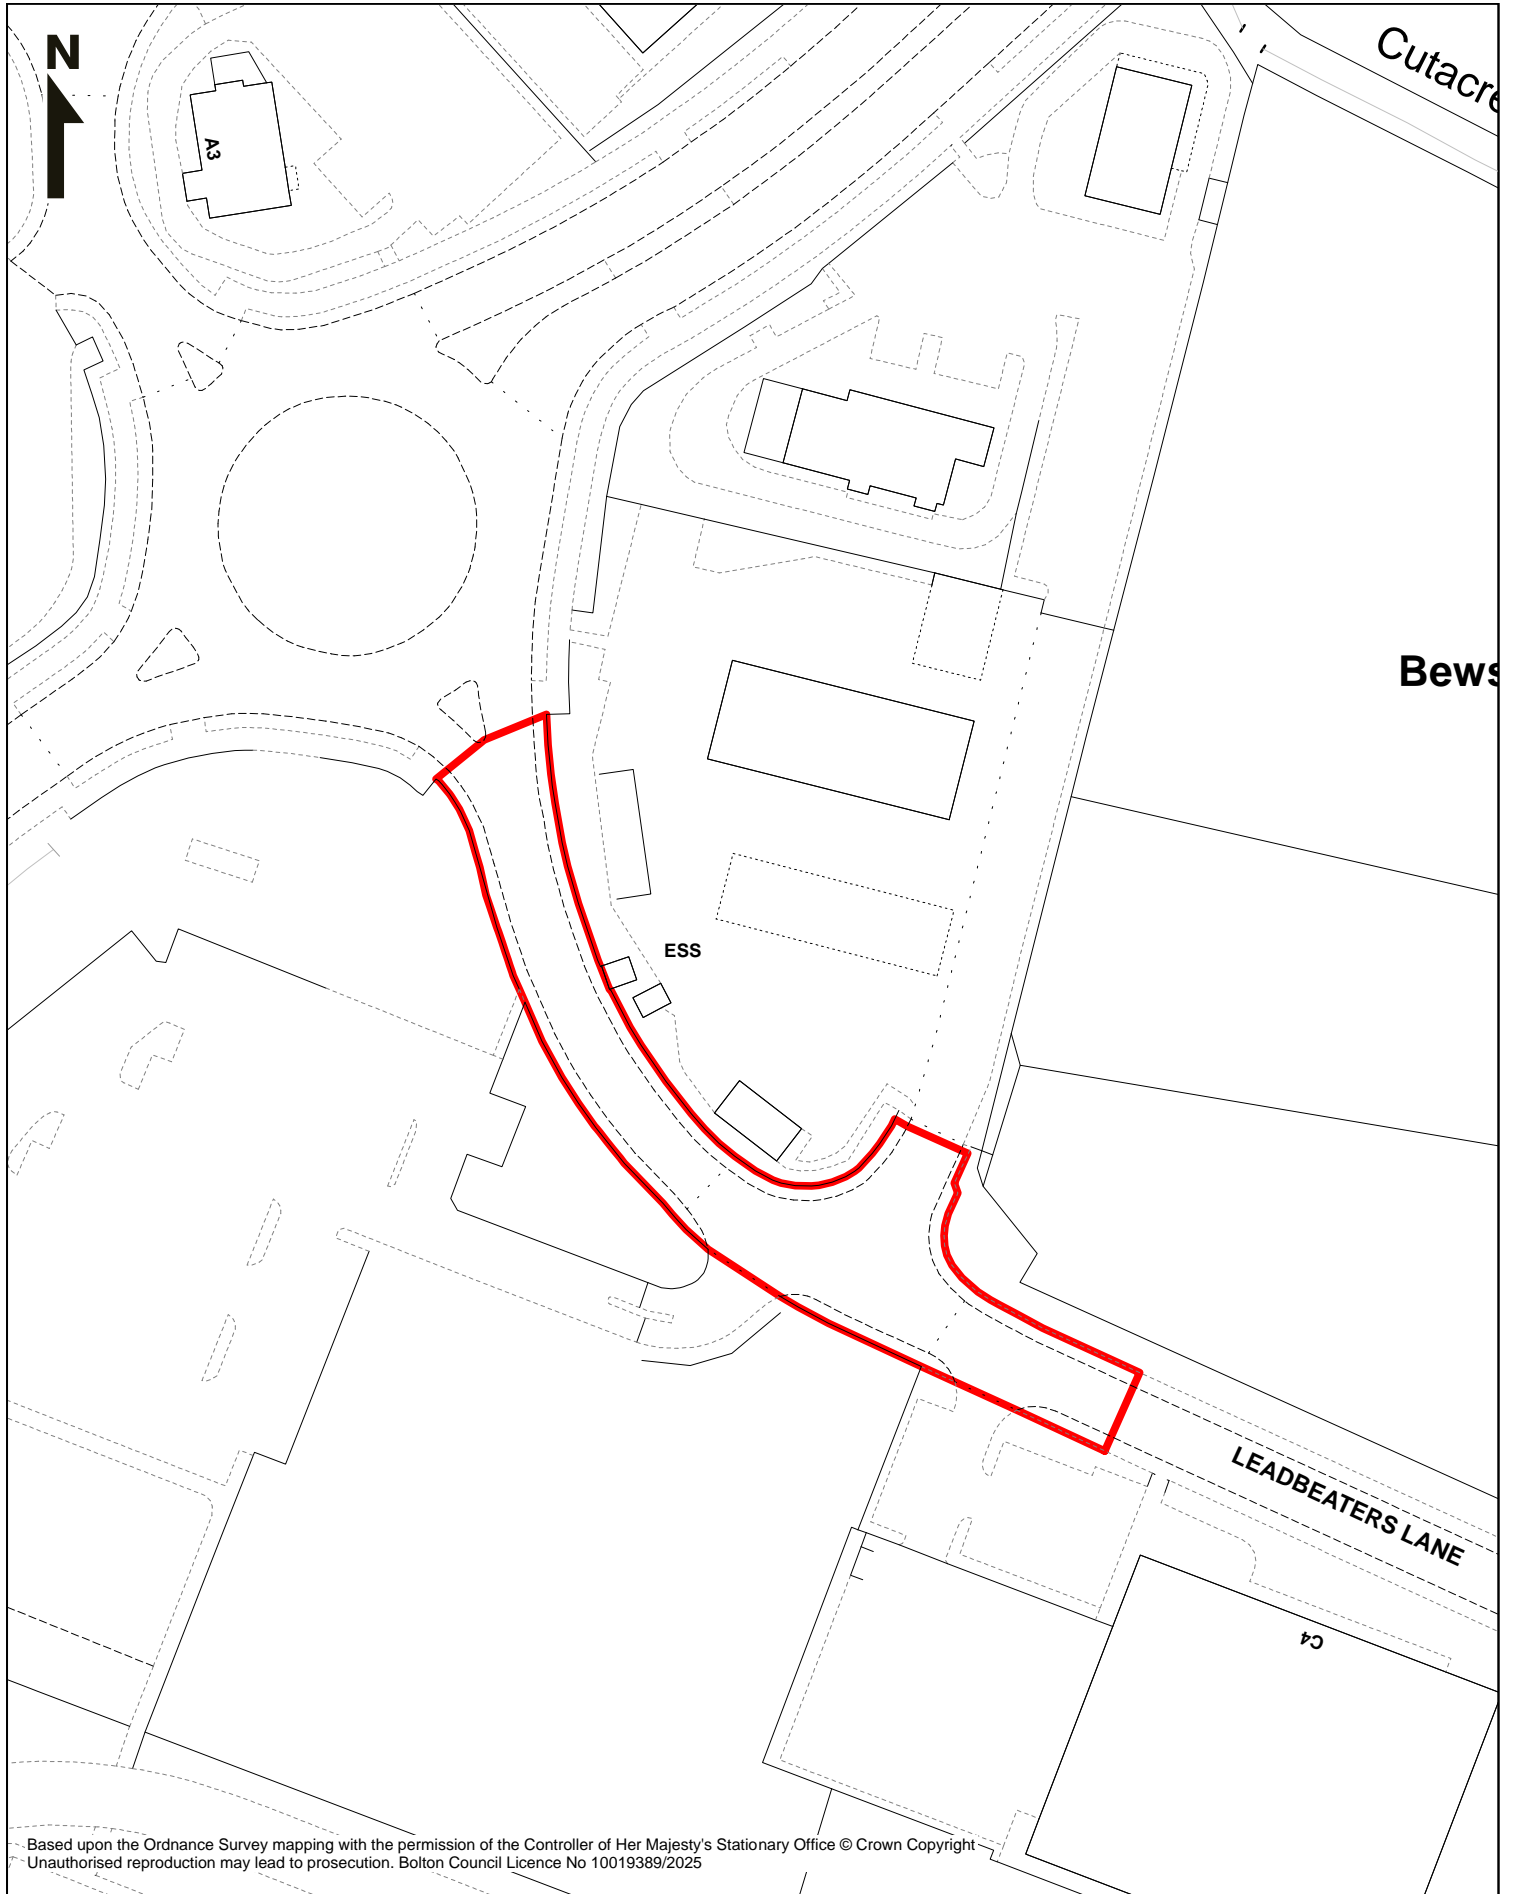 N
Cutacre
A3
Bews
ESS
LEADBEATERS LANE
C4
Based upon the Ordnance Survey mapping with the permission of the Controller of Her Majesty's Stationary Office © Crown Copyright
Unauthorised reproduction may lead to prosecution. Bolton Council Licence No 10019389/2025